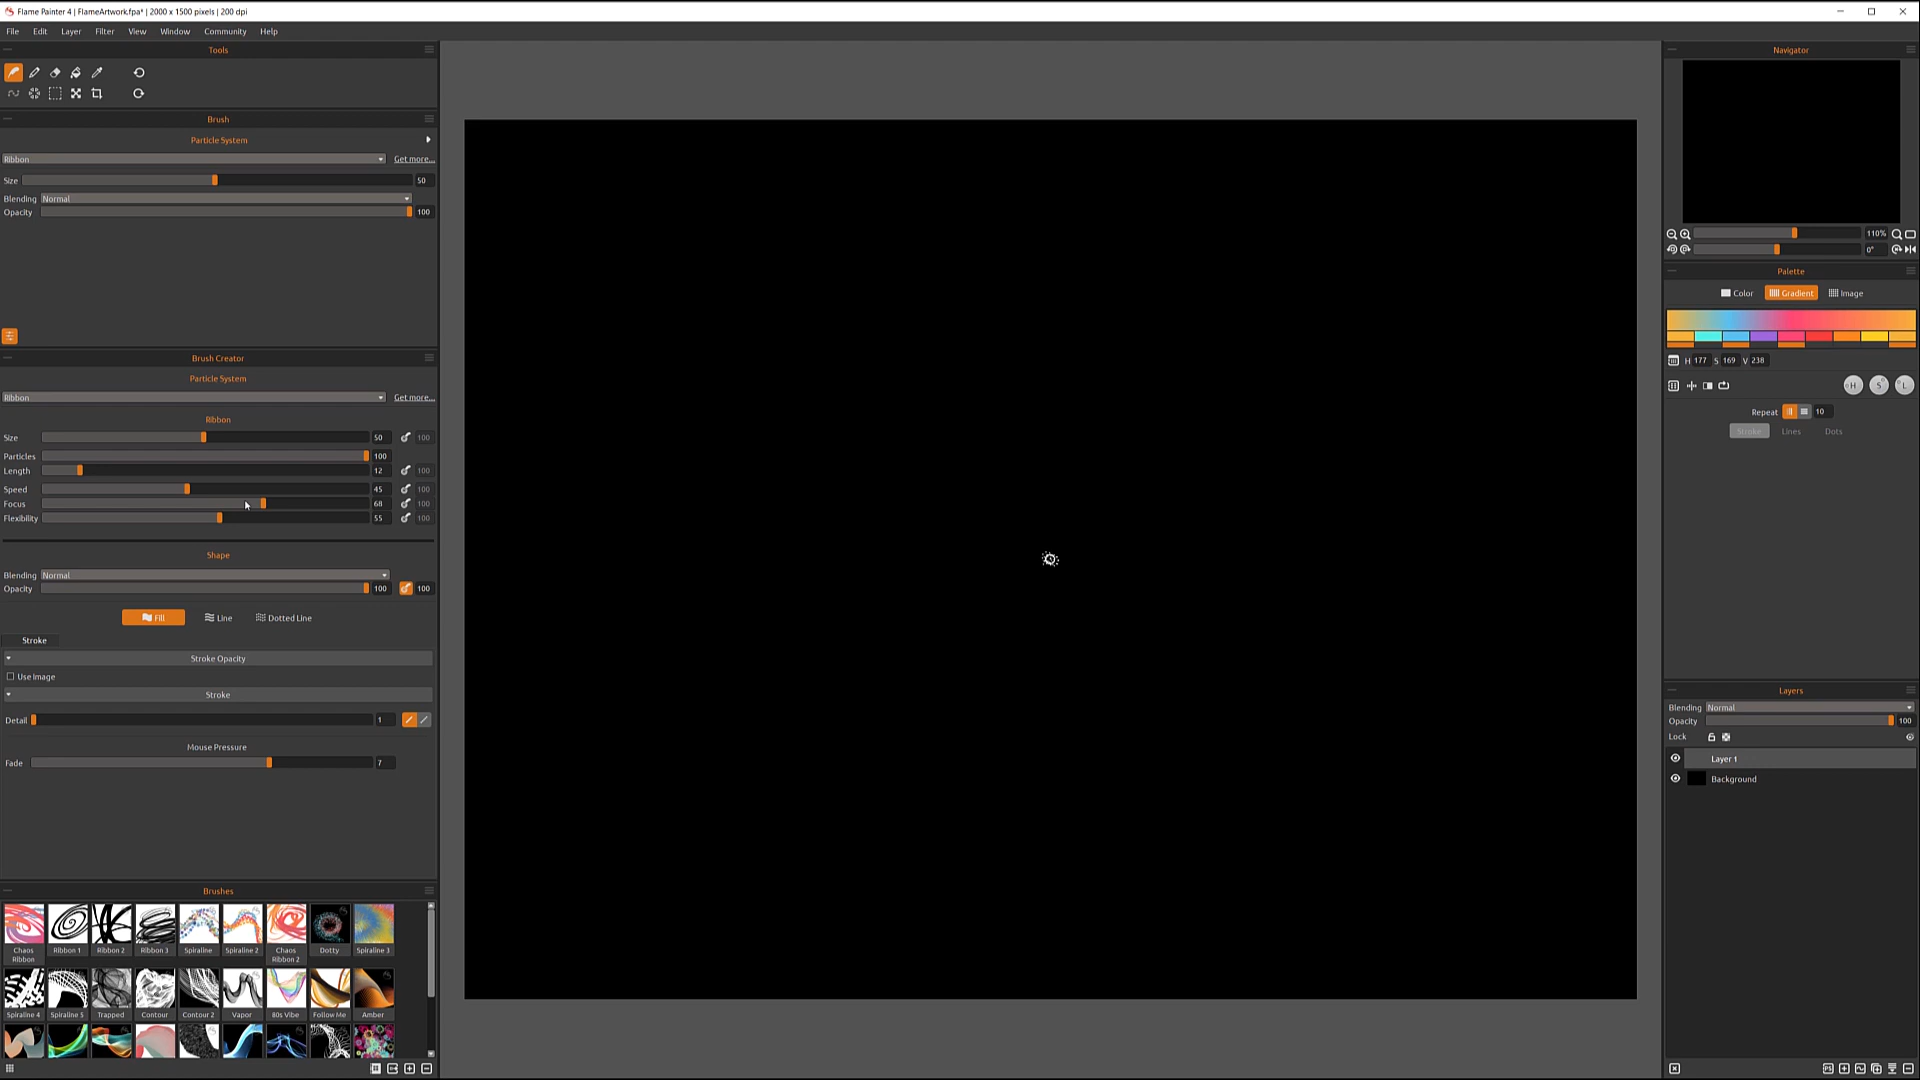 Flame Painter 4 | FlameArtwork.fpa* | 2000 x 1500 pixels | 200 dpi
File Edit Layer Filter View Window Community Help
Tools
Brush
Particle System
Ribbon Get more...
Size 50
Blending Normal
Opacity 100
Brush Creator
Particle System
Ribbon Get more...
Ribbon
Size 50 100
Particles 100
Length 12 100
Speed 45 100
Focus 68 100
Flexibility 55 100
Shape
Blending Normal
Opacity 100 100
Fill Line Dotted Line
Stroke
Stroke Opacity
Use Image
Stroke
Detail 1
Mouse Pressure
Fade 7
Brushes
Chaos Ribbon Ribbon 1 Ribbon 2 Ribbon 3 Spiraline Spiraline 2 Chaos Ribbon 2 Dotty Spiraline 3
Spiraline 4 Spiraline 5 Trapped Contour Contour 2 Vapor 80s Vibe Follow Me Amber
Navigator
110%
0°
Palette
Color Gradient Image
H 177 S 169 V 238
H S L
Repeat 10
Stroke Lines Dots
Layers
Blending Normal
Opacity 100
Lock
Layer 1
Background